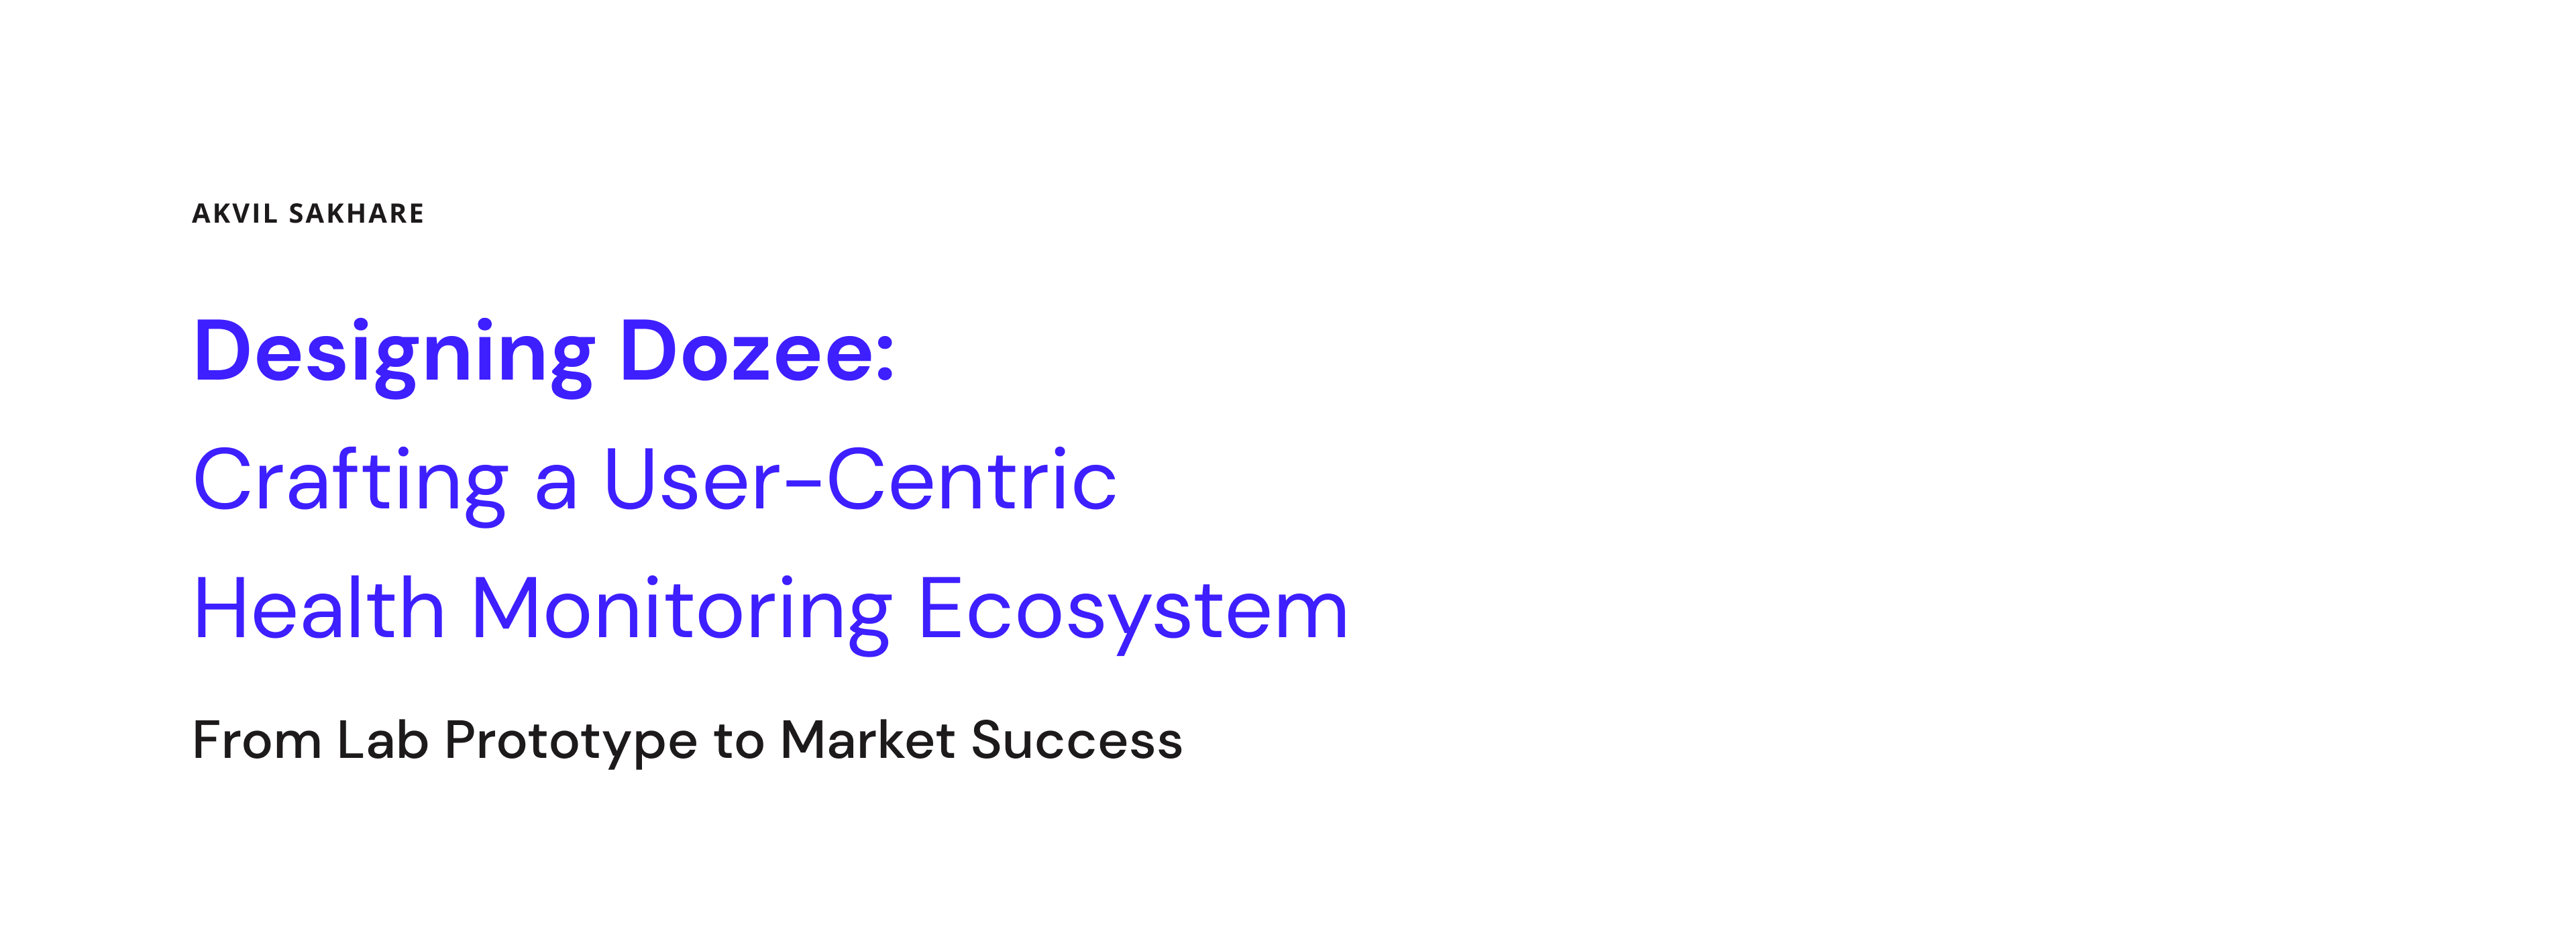 AKVIL SAKHARE
Designing Dozee:
Crafting a User-Centric
Health Monitoring Ecosystem
From Lab Prototype to Market Success